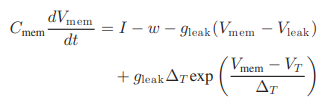 C_mem dV_mem/dt = I − w − g_leak (V_mem − V_leak)
+ g_leak Δ_T exp ( (V_mem − V_T) / Δ_T )